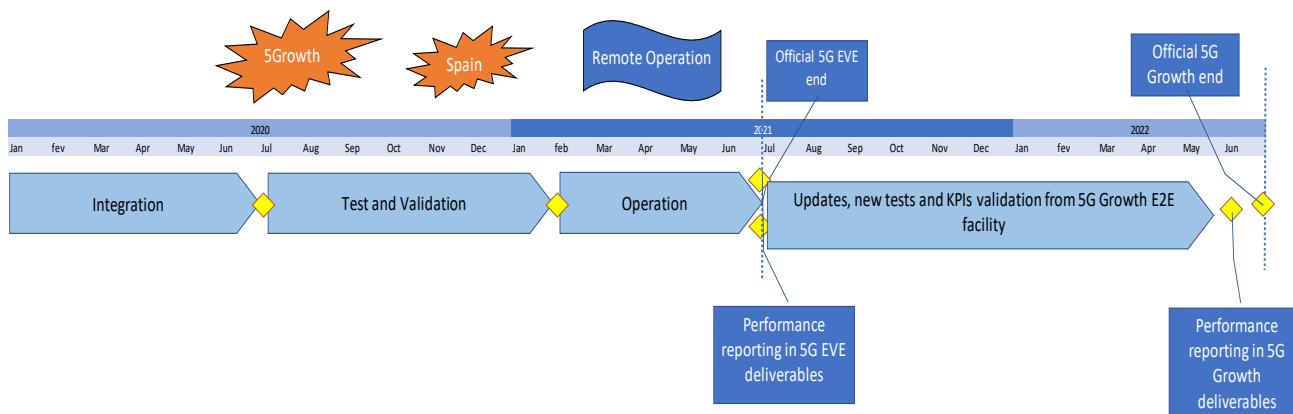 5Growth
Spain
Remote Operation
Official 5G EVE
end
Official 5G
Growth end
2020
2021
2022
Jan fev Mar Apr May Jun Jul Aug Sep Oct Nov Dec Jan feb Mar Apr May Jun Jul Aug Sep Oct Nov Dec Jan fev Mar Apr May Jun
Integration
Test and Validation
Operation
Updates, new tests and KPIs validation from 5G Growth E2E
facility
Performance
reporting in 5G EVE
deliverables
Performance
reporting in 5G
Growth
deliverables